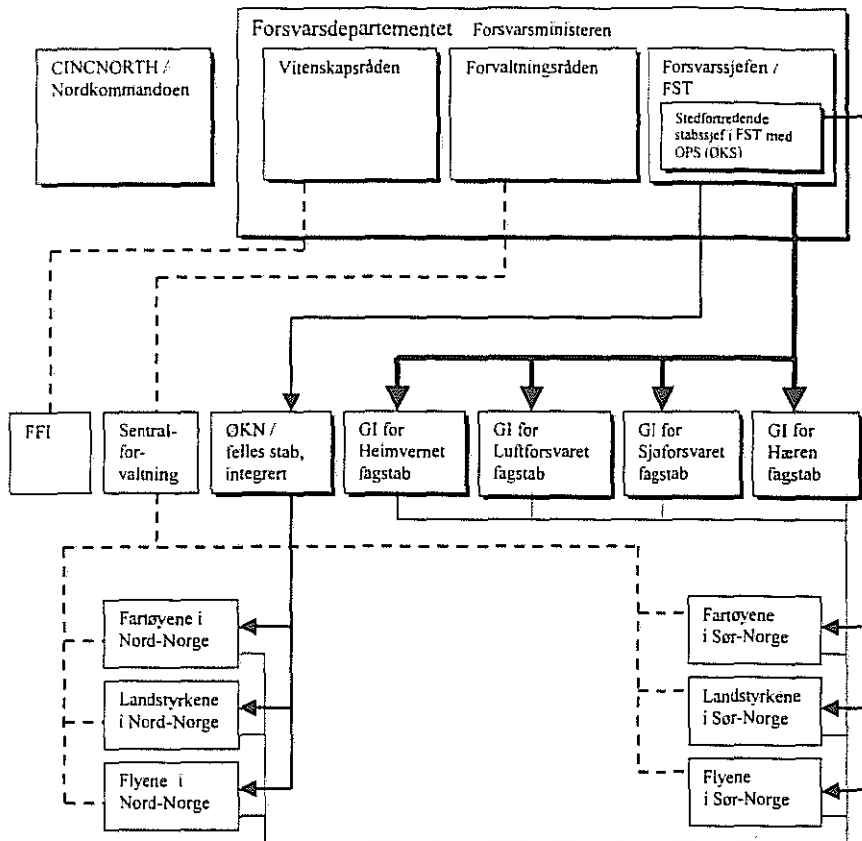 Forsvarsdepartementet Forsvarsministeren
CINCNORTH /
Nordkommandoen
Vitenskapsråden
Forvaltningsråden
Forsvarssjefen /
FST
Stedfortredende
stabssjef i FST med
OPS (ØKS)
FFI
Sentral-
for-
valtning
ØKN /
felles stab,
integrert
GI for
Heimvernet
fagstab
GI for
Luftforsvaret
fagstab
GI for
Sjøforsvaret
fagstab
GI for
Hæren
fagstab
Fartøyene i
Nord-Norge
Landstyrkene
i Nord-Norge
Flyene i
Nord-Norge
Fartøyene
i Sør-Norge
Landstyrkene
i Sør-Norge
Flyene
i Sør-Norge